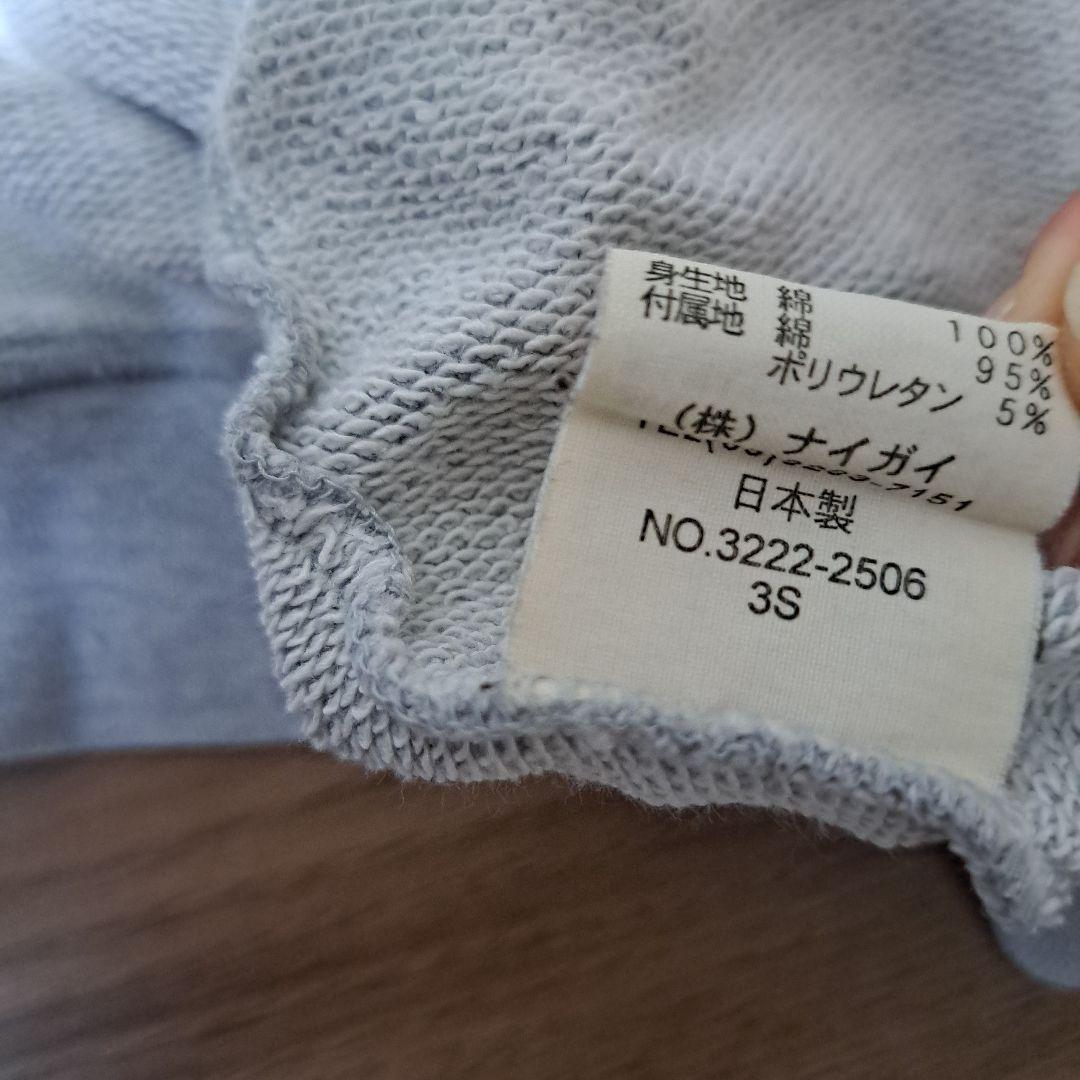 身生地 綿 100%
付属地 綿 95%
ポリウレタン 5%
(株)ナイガイ
7151
日本製
NO.3222-2506
3S